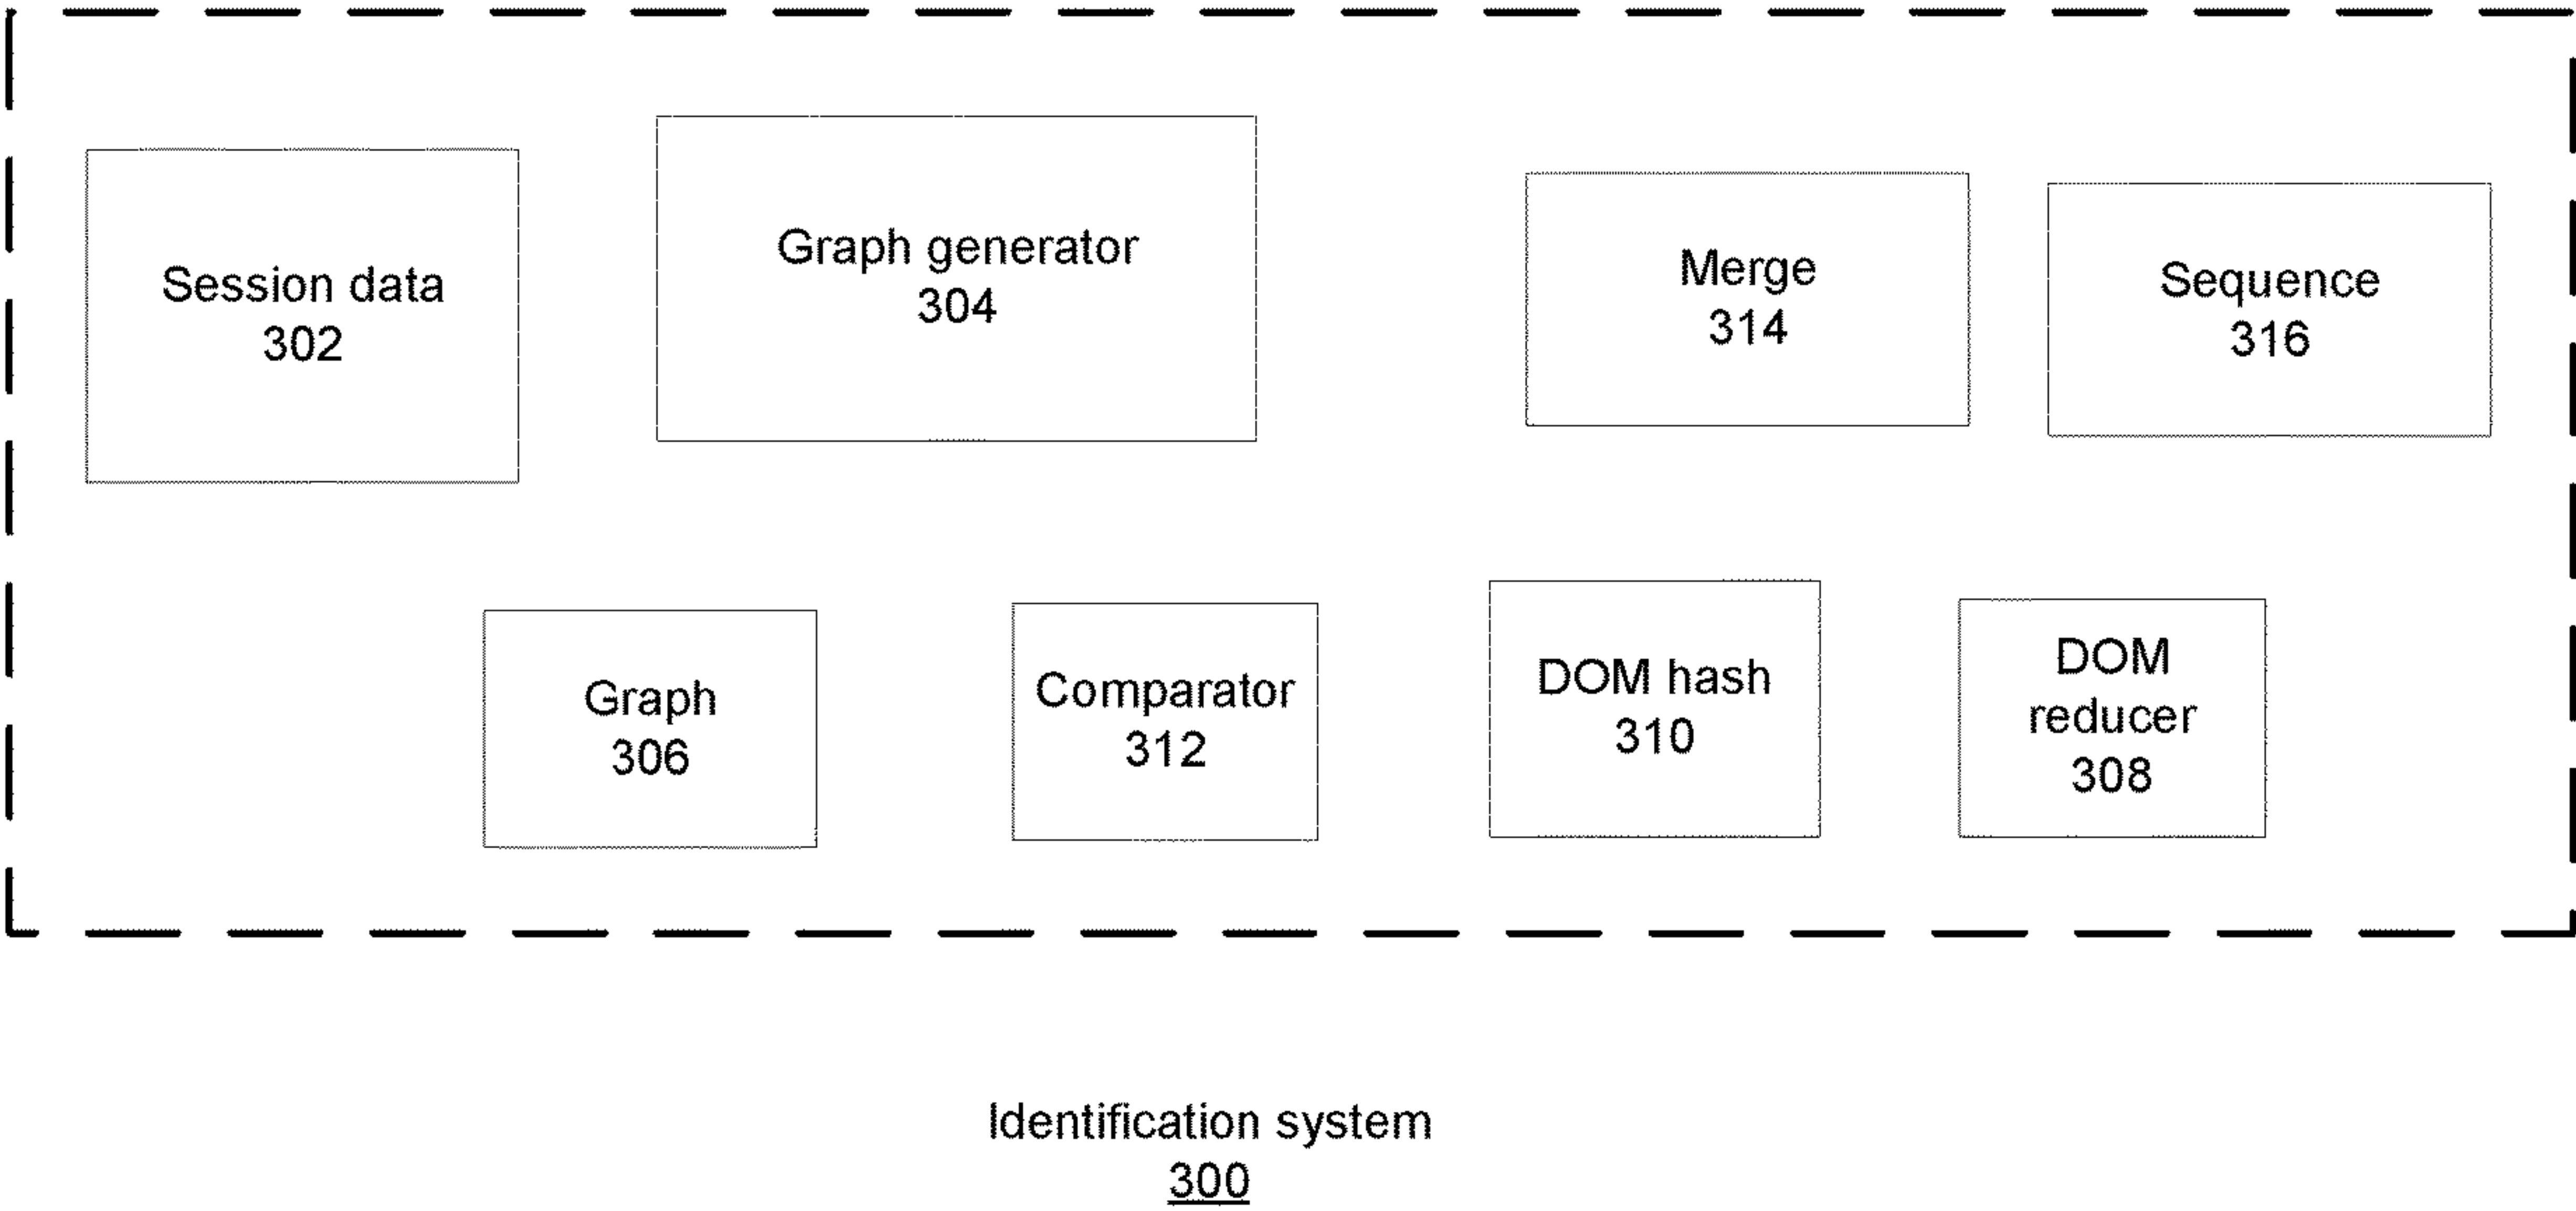 Session data
302
Graph generator
304
Merge
314
Sequence
316
Graph
306
Comparator
312
DOM hash
310
DOM
reducer
308
Identification system
300